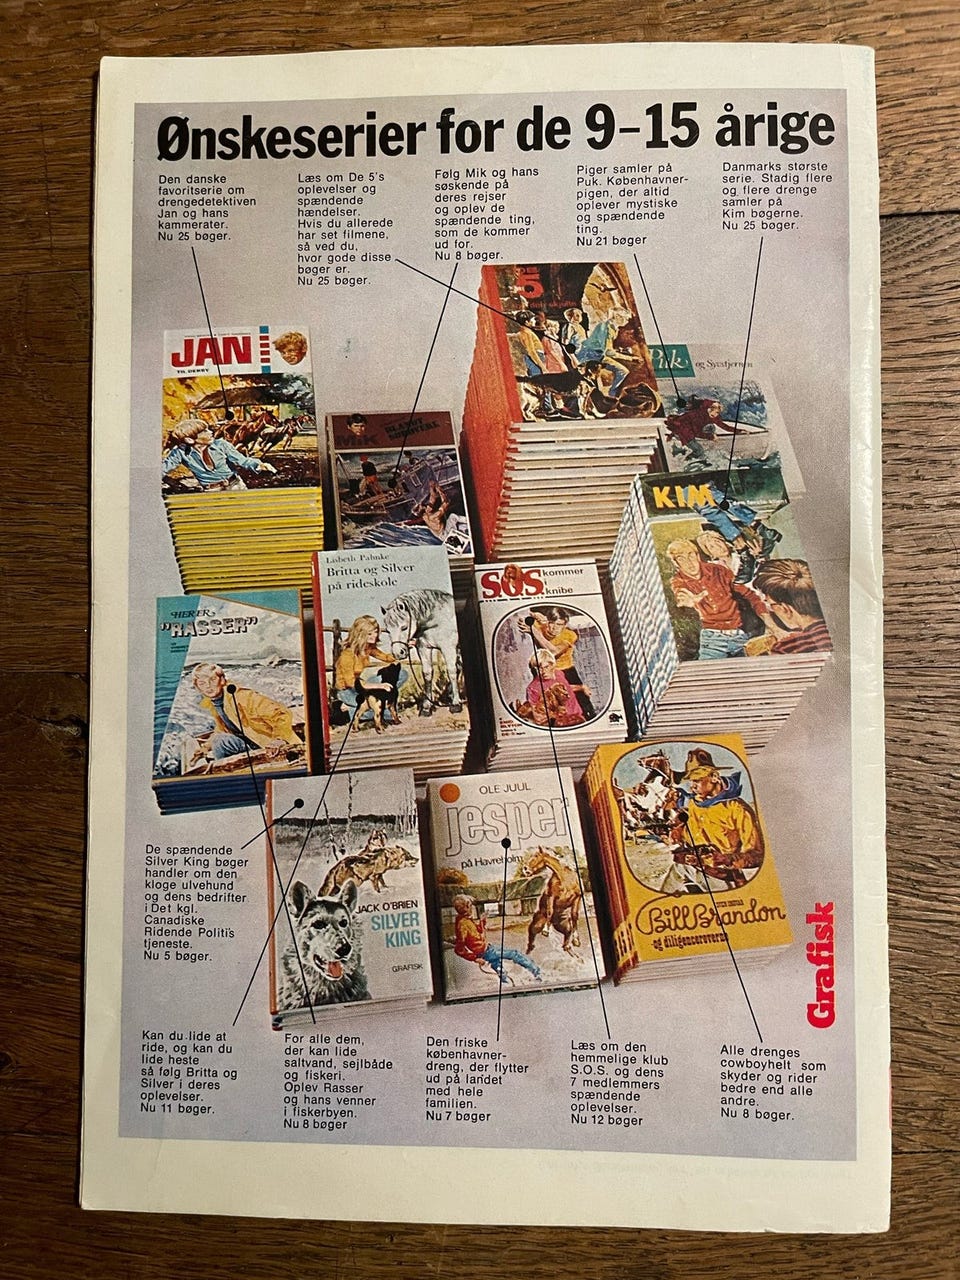 Ønskeserier for de 9–15 årige
Den danske
favoritserie om
drengedetektiven
Jan og hans
kammerater.
Nu 25 bøger.
Læs om De 5's
oplevelser og
spændende
hændelser.
Hvis du allerede
har set filmene,
så ved du,
hvor gode disse
bøger er.
Nu 25 bøger.
Følg Mik og hans
søskende på
deres rejser
og oplev de
spændende ting,
som de kommer
ud for.
Nu 8 bøger.
Piger samler på
Puk. Københavner-
pigen, der altid
oplever mystiske
og spændende
ting.
Nu 21 bøger
Danmarks største
serie. Stadig flere
og flere drenge
samler på
Kim bøgerne.
Nu 25 bøger.
JAN
TIL DERBY
Mik
BLANDT
SØRØVERE
5
Puk og Syvstjernen
KIM
HER ER
"RASSER"
Lisbeth Pahnke
Britta og Silver
på rideskole
S.O.S kommer
i knibe
ENID
BLYTON
JACK O'BRIEN
SILVER
KING
GRAFISK
OLE JUUL
jesper
på Havreholm
Bill Brandon
og diligencerøverne
Grafisk
De spændende
Silver King bøger
handler om den
kloge ulvehund
og dens bedrifter
i Det kgl.
Canadiske
Ridende Politi's
tjeneste.
Nu 5 bøger.
Kan du lide at
ride, og kan du
lide heste
så følg Britta og
Silver i deres
oplevelser.
Nu 11 bøger.
For alle dem,
der kan lide
saltvand, sejlbåde
og fiskeri.
Oplev Rasser
og hans venner
i fiskerbyen.
Nu 8 bøger
Den friske
københavner-
dreng, der flytter
ud på landet
med hele
familien.
Nu 7 bøger
Læs om den
hemmelige klub
S.O.S. og dens
7 medlemmers
spændende
oplevelser.
Nu 12 bøger
Alle drenges
cowboyhelt som
skyder og rider
bedre end alle
andre.
Nu 8 bøger.